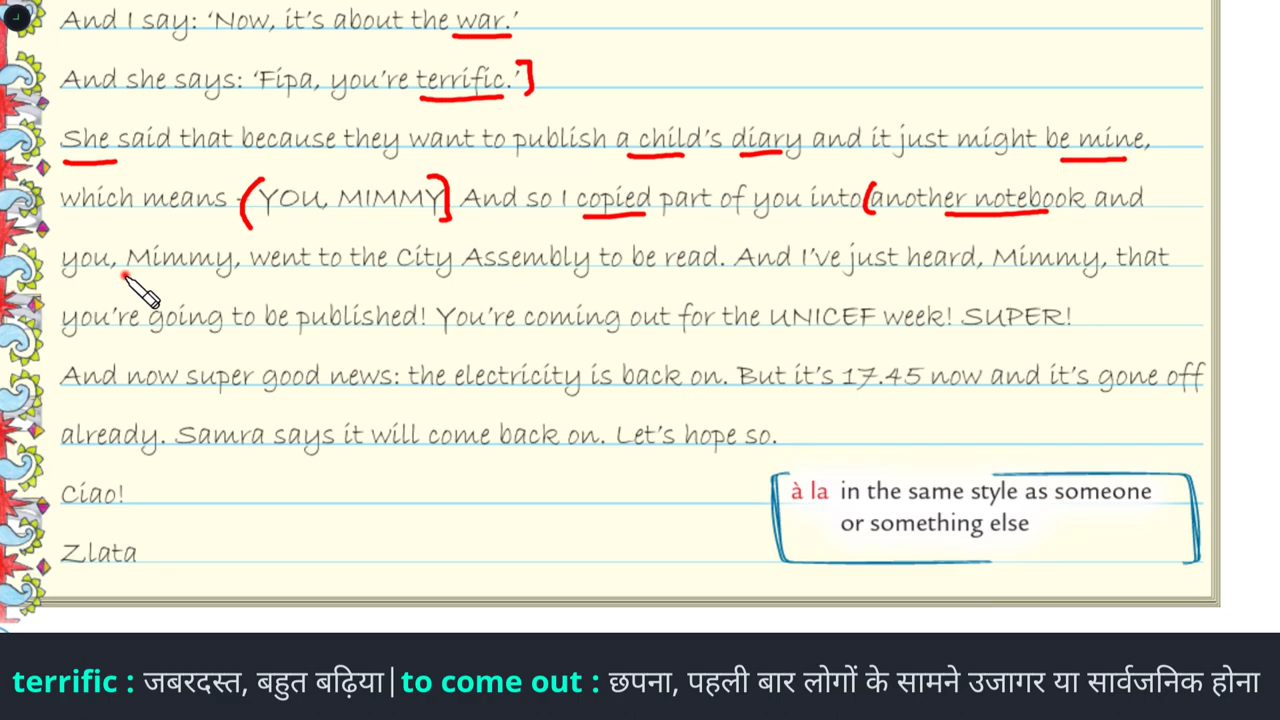 And I say: ‘Now, it’s about the war.’
And she says: ‘Fipa, you’re terrific.’
She said that because they want to publish a child’s diary and it just might be mine,
which means – YOU, MIMMY. And so I copied part of you into another notebook and
you, Mimmy, went to the City Assembly to be read. And I’ve just heard, Mimmy, that
you’re going to be published! You’re coming out for the UNICEF week! SUPER!
And now super good news: the electricity is back on. But it’s 17.45 now and it’s gone off
already. Samra says it will come back on. Let’s hope so.
Ciao!
à la in the same style as someone
or something else
Zlata
terrific : जबरदस्त, बहुत बढ़िया|to come out : छपना, पहली बार लोगों के सामने उजागर या सार्वजनिक होना